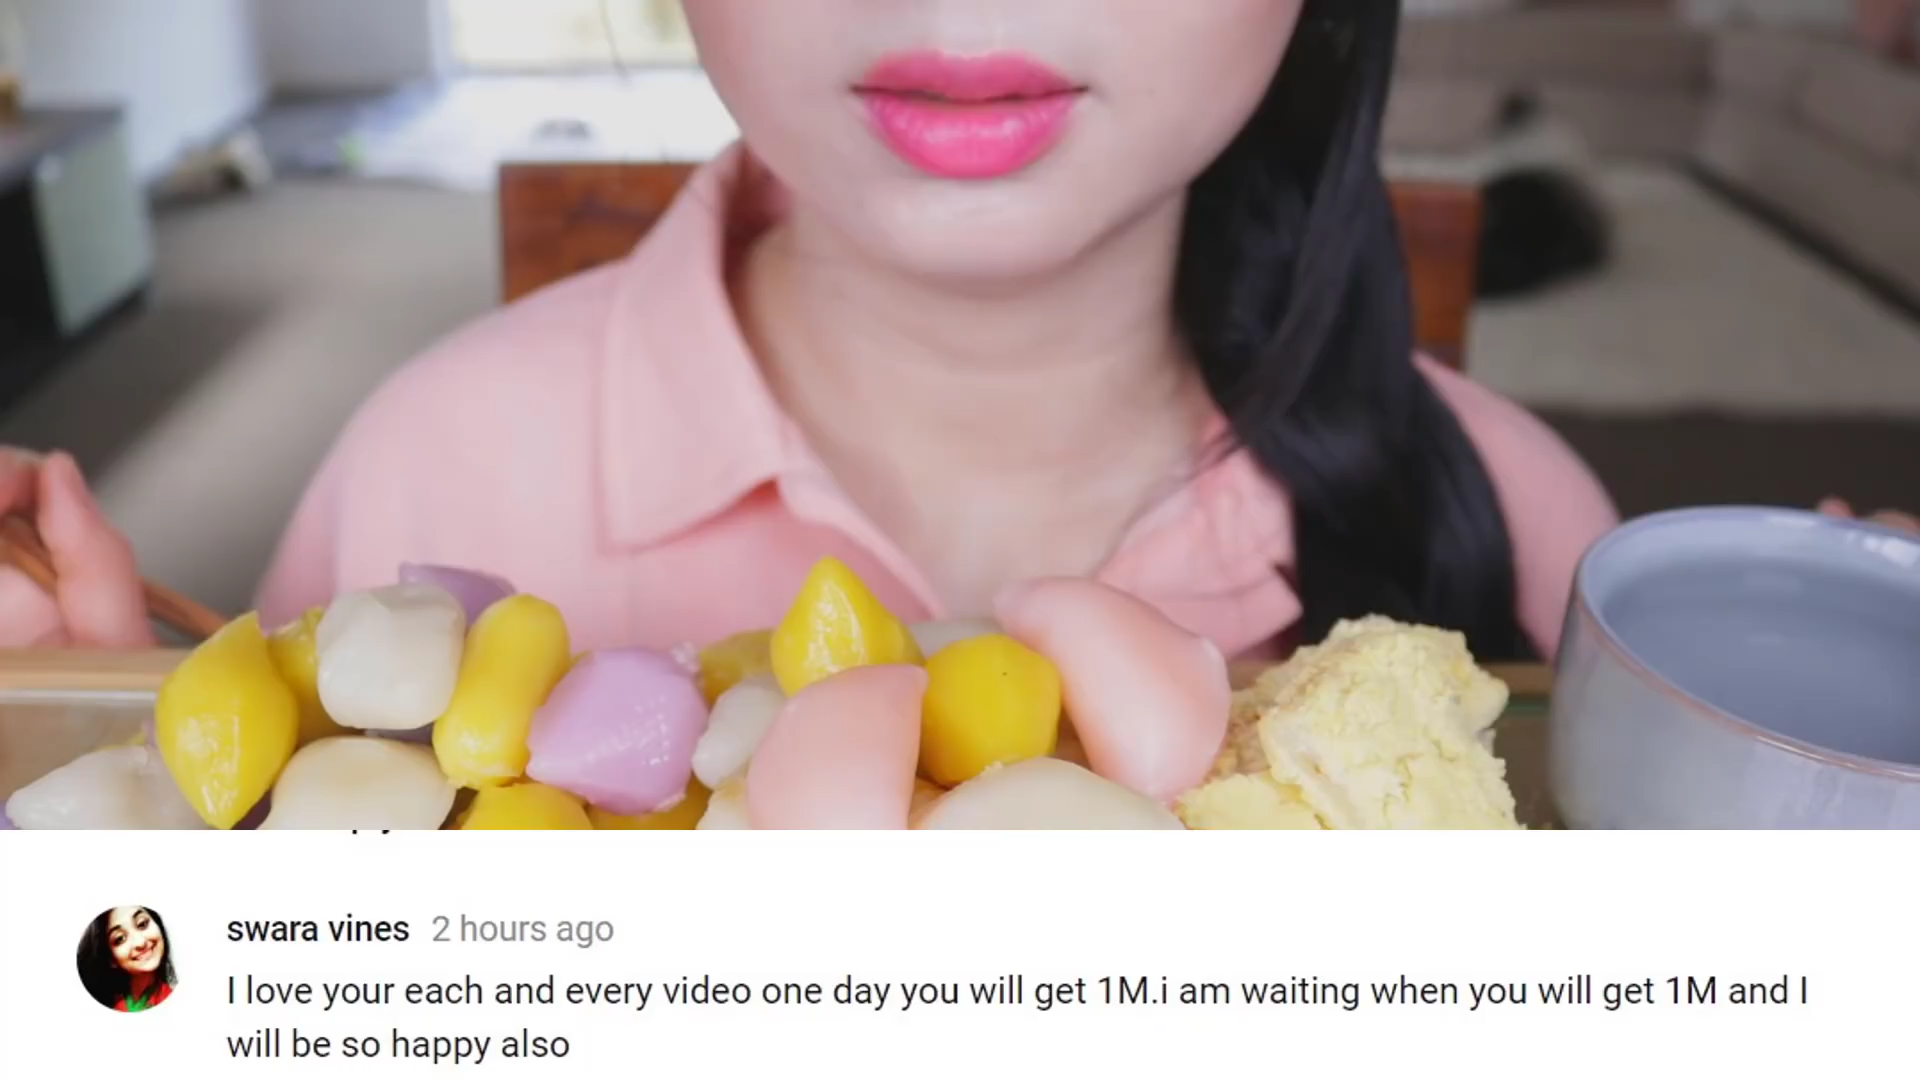 swara vines 2 hours ago
I love your each and every video one day you will get 1M.i am waiting when you will get 1M and I
will be so happy also